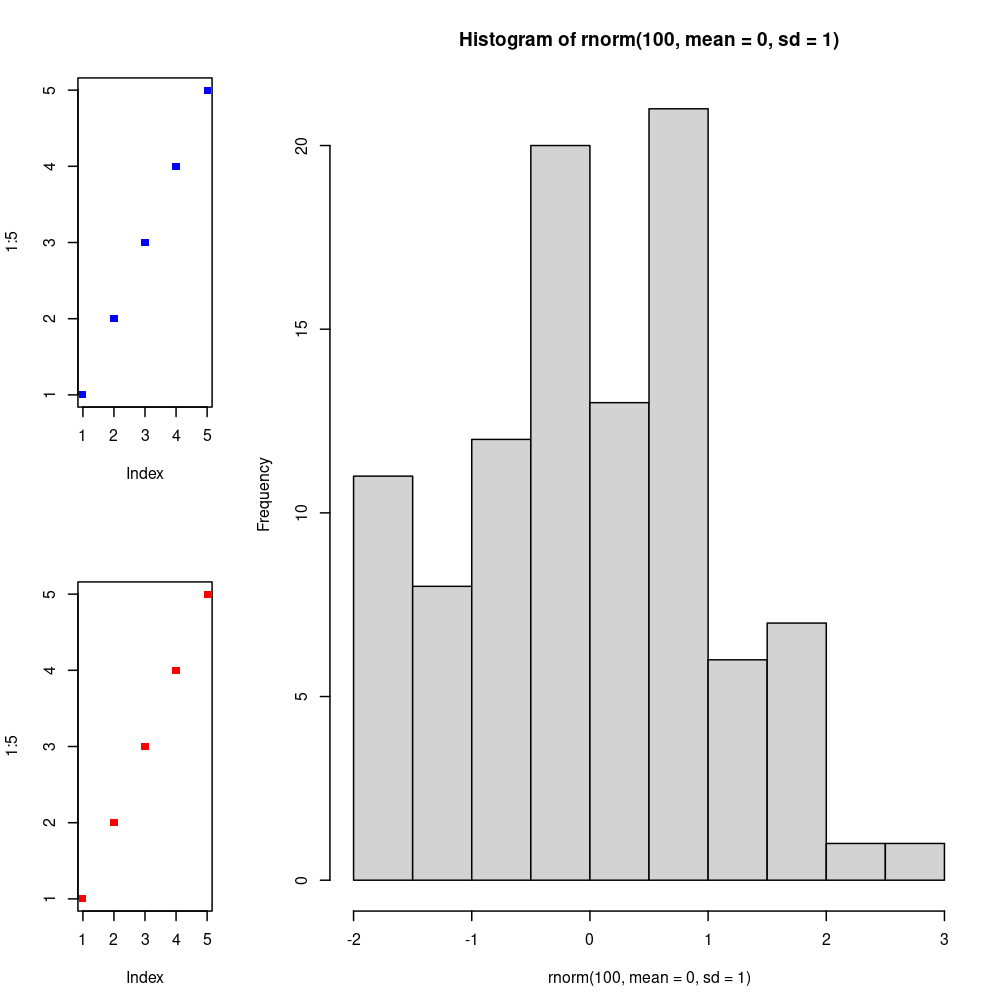 5
4
3
2
1
1:5
1 2 3 4 5
Index
5
4
3
2
1
1:5
1 2 3 4 5
Index
Histogram of rnorm(100, mean = 0, sd = 1)
20
15
10
5
0
Frequency
-2 -1 0 1 2 3
rnorm(100, mean = 0, sd = 1)